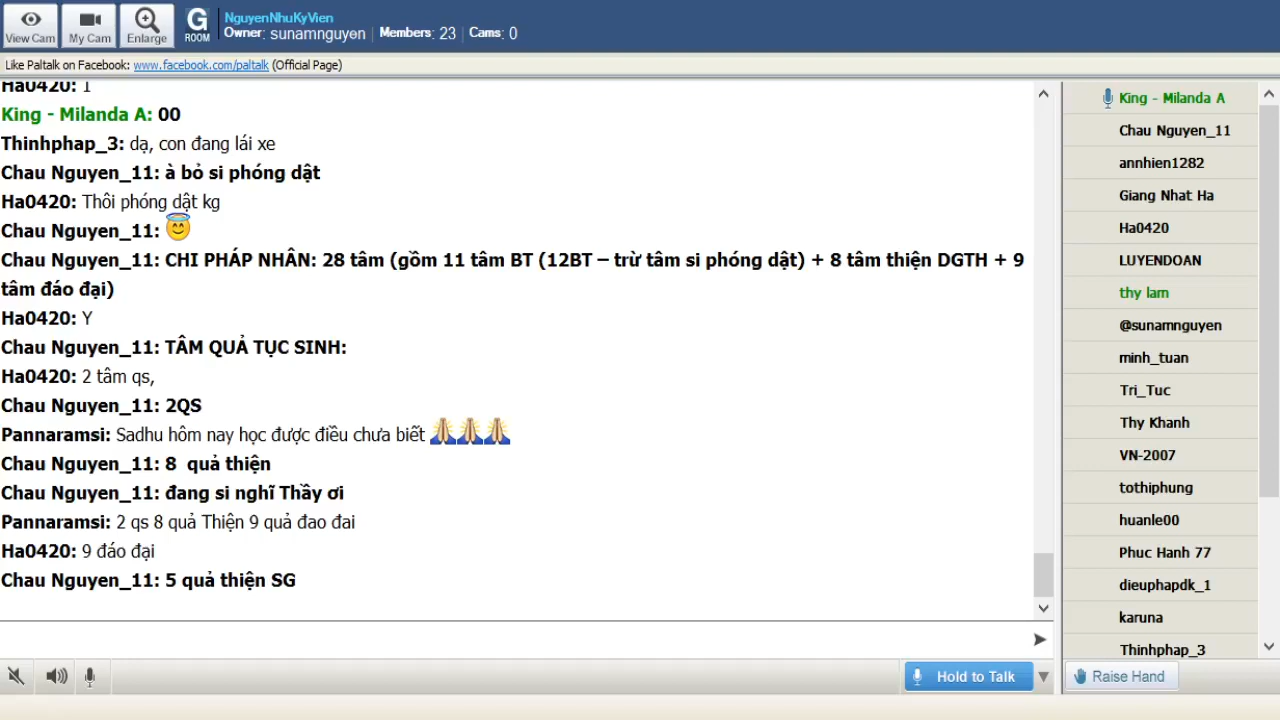 View Cam
My Cam
Enlarge
G
ROOM
NguyenNhuKyVien
Owner: sunamnguyen | Members: 23 | Cams: 0
Like Paltalk on Facebook: www.facebook.com/paltalk (Official Page)
Ha0420: 1
King - Milanda A: 00
Thinhphap_3: dạ, con đang lái xe
Chau Nguyen_11: à bỏ si phóng dật
Ha0420: Thôi phóng dật kg
Chau Nguyen_11:
Chau Nguyen_11: CHI PHÁP NHÂN: 28 tâm (gồm 11 tâm BT (12BT – trừ tâm si phóng dật) + 8 tâm thiện DGTH + 9
tâm đáo đại)
Ha0420: Y
Chau Nguyen_11: TÂM QUẢ TỤC SINH:
Ha0420: 2 tâm qs,
Chau Nguyen_11: 2QS
Pannaramsi: Sadhu hôm nay học được điều chưa biết
Chau Nguyen_11: 8 quả thiện
Chau Nguyen_11: đang si nghĩ Thầy ơi
Pannaramsi: 2 qs 8 quả Thiện 9 quả đao đai
Ha0420: 9 đáo đại
Chau Nguyen_11: 5 quả thiện SG
King - Milanda A
Chau Nguyen_11
annhien1282
Giang Nhat Ha
Ha0420
LUYENDOAN
thy lam
@sunamnguyen
minh_tuan
Tri_Tuc
Thy Khanh
VN-2007
tothiphung
huanle00
Phuc Hanh 77
dieuphapdk_1
karuna
Thinhphap_3
Hold to Talk
Raise Hand